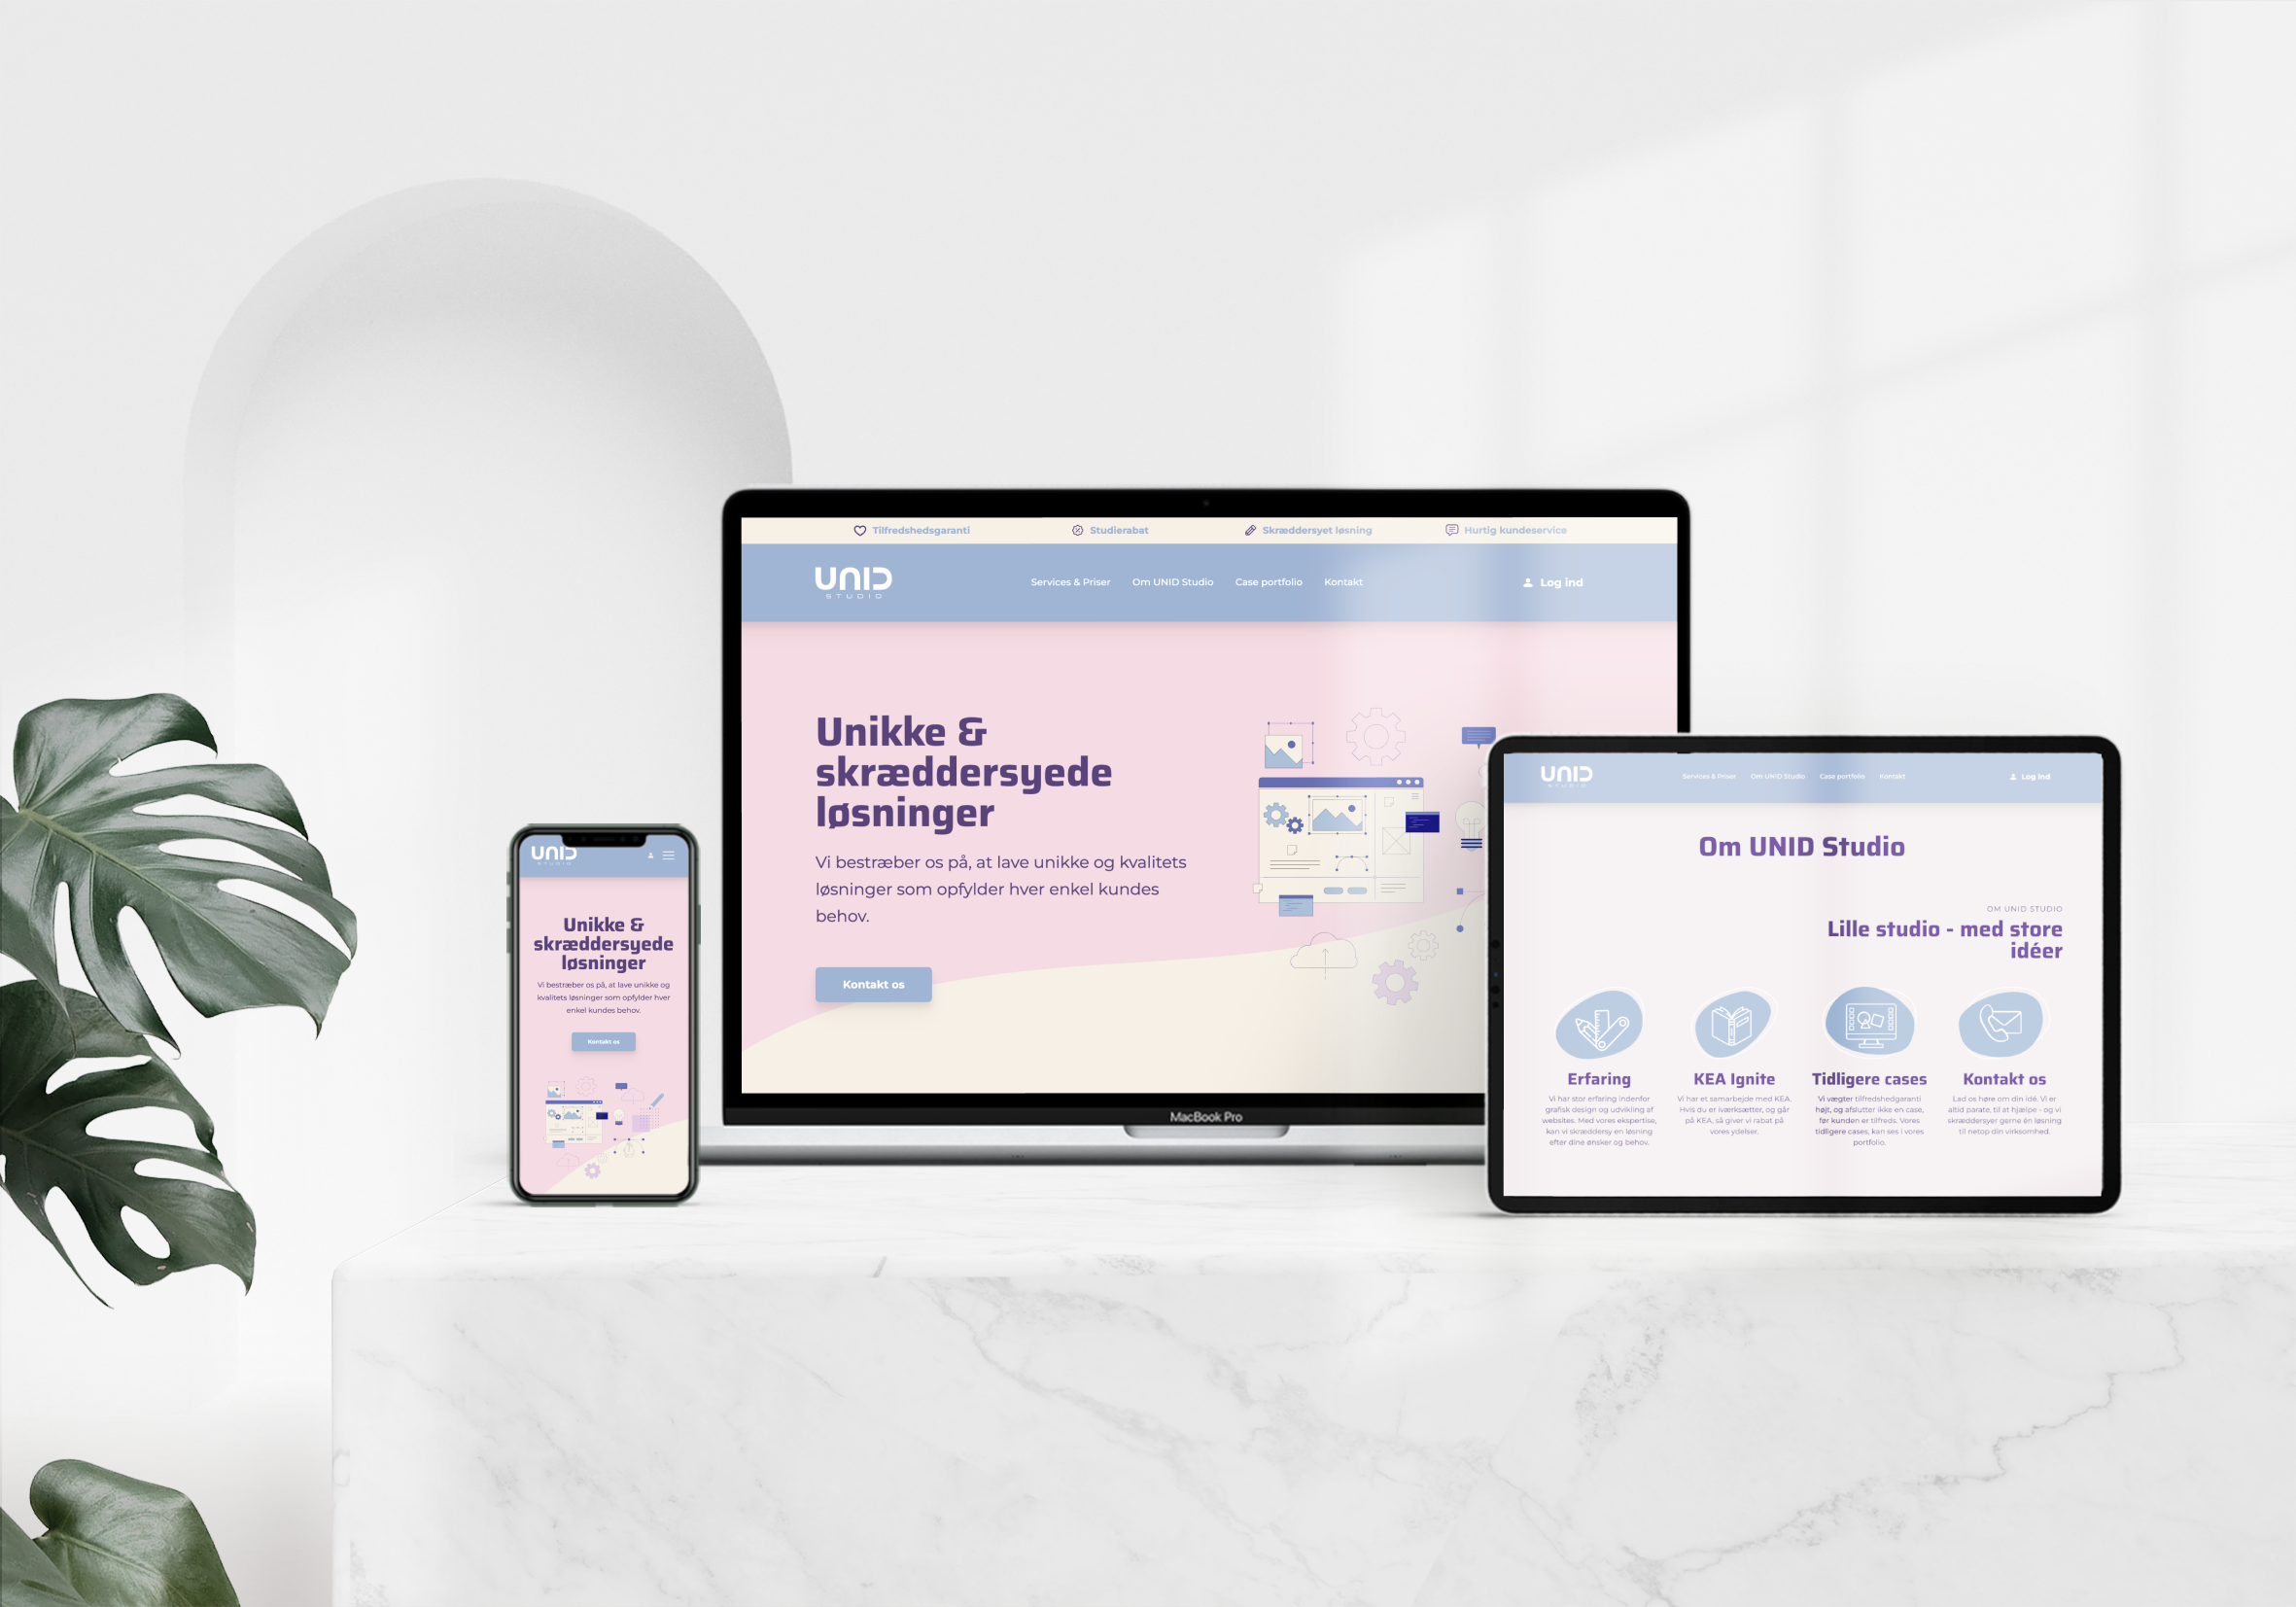 Tilfredshedsgaranti
Studierabat
Skræddersyet løsning
Hurtig kundeservice
UNID
STUDIO
Services & Priser
Om UNID Studio
Case portfolio
Kontakt
Log ind
Unikke &
skræddersyede
løsninger
Vi bestræber os på, at lave unikke og kvalitets
løsninger som opfylder hver enkel kundes
behov.
Kontakt os
MacBook Pro
UNID
STUDIO
Unikke &
skræddersyede
løsninger
Vi bestræber os på, at lave unikke og
kvalitets løsninger som opfylder hver
enkel kundes behov.
Kontakt os
UNID
STUDIO
Services & Priser
Om UNID Studio
Case portfolio
Kontakt
Log ind
Om UNID Studio
OM UNID STUDIO
Lille studio - med store
idéer
Erfaring
Vi har stor erfaring indenfor
grafisk design og udvikling af
websites. Med vores ekspertise,
kan vi skræddersy en løsning
efter dine ønsker og behov.
KEA Ignite
Vi har et samarbejde med KEA.
Hvis du er iværksætter, og går
på KEA, så giver vi rabat på
vores ydelser.
Tidligere cases
Vi vægter tilfredshedsgaranti
højt, og afslutter ikke en case,
før kunden er tilfreds. Vores
tidligere cases, kan ses i vores
portfolio.
Kontakt os
Lad os høre om din idé. Vi er
altid parate, til at hjælpe - og vi
skræddersyer gerne én løsning
til netop din virksomhed.